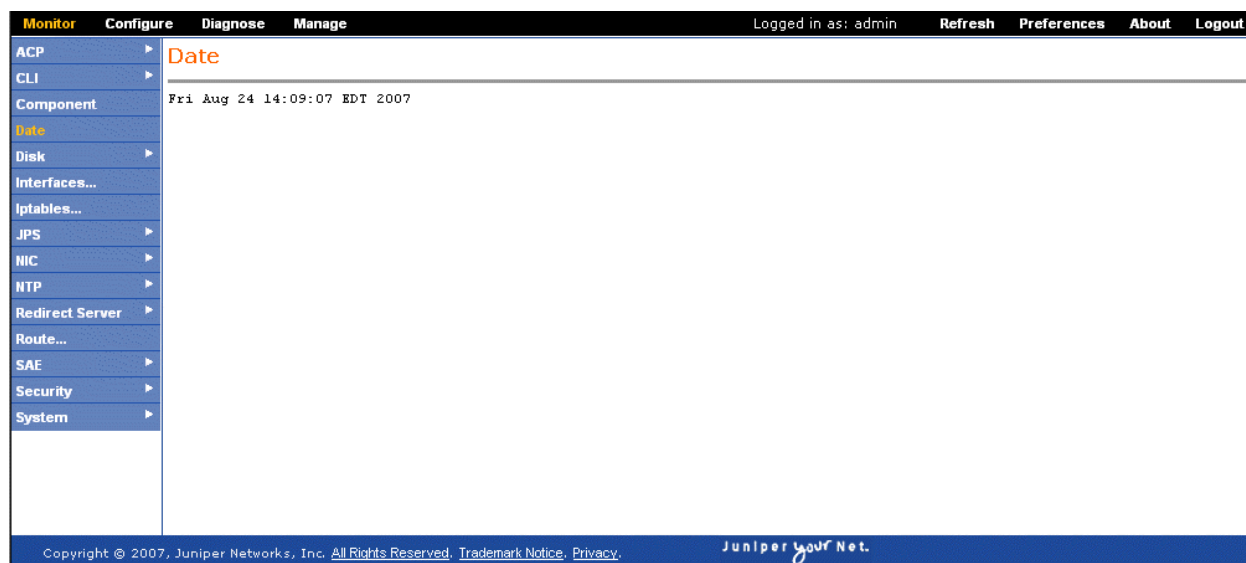 Monitor Configure Diagnose Manage Logged in as: admin Refresh Preferences About Logout
ACP
CLI
Component
Date
Disk
Interfaces...
Iptables...
JPS
NIC
NTP
Redirect Server
Route...
SAE
Security
System
Date
Fri Aug 24 14:09:07 EDT 2007
Copyright © 2007, Juniper Networks, Inc. All Rights Reserved. Trademark Notice. Privacy.
Juniper your Net.